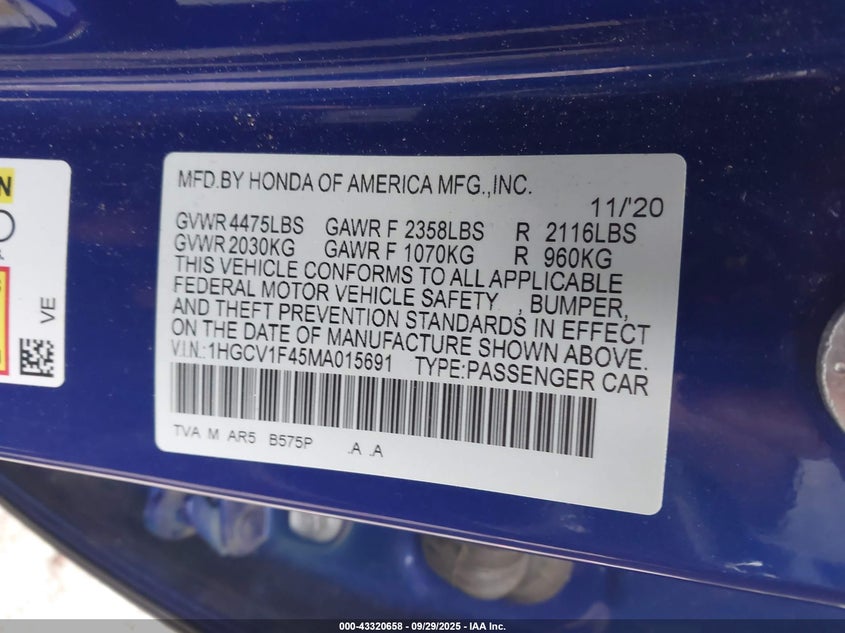 MFD.BY HONDA OF AMERICA MFG.,INC.
11/'20
GVWR 4475LBS GAWR F 2358LBS R 2116LBS
GVWR 2030KG GAWR F 1070KG R 960KG
THIS VEHICLE CONFORMS TO ALL APPLICABLE
FEDERAL MOTOR VEHICLE SAFETY , BUMPER,
AND THEFT PREVENTION STANDARDS IN EFFECT
ON THE DATE OF MANUFACTURE SHOWN ABOVE.
V.I.N.:1HGCV1F45MA015691 TYPE:PASSENGER CAR
TVA M AR5 B575P .A .A
VE
000-43320658 - 09/29/2025 - IAA Inc.